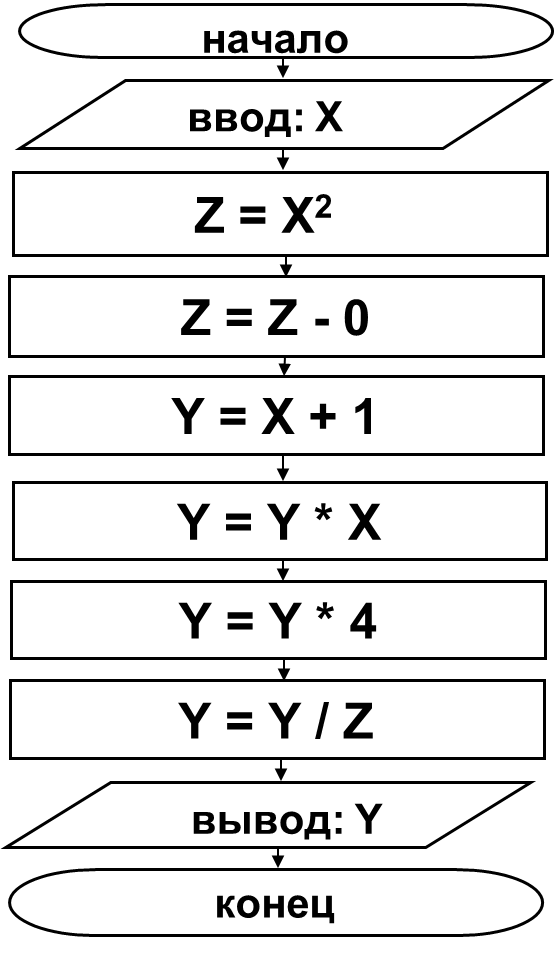 начало
ввод: X
Z = X²
Z = Z - 0
Y = X + 1
Y = Y * X
Y = Y * 4
Y = Y / Z
вывод: Y
конец